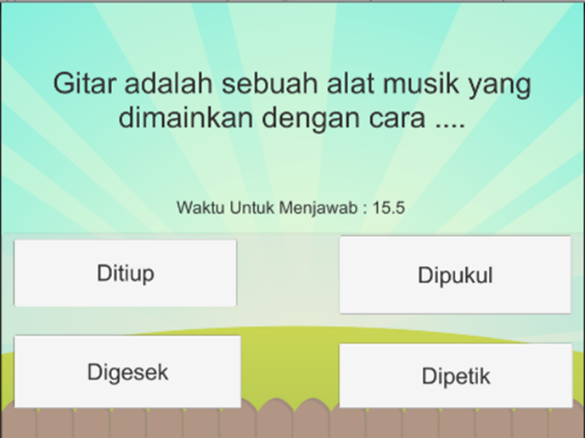 Gitar adalah sebuah alat musik yang
dimainkan dengan cara ....
Waktu Untuk Menjawab : 15.5
Ditiup
Dipukul
Digesek
Dipetik